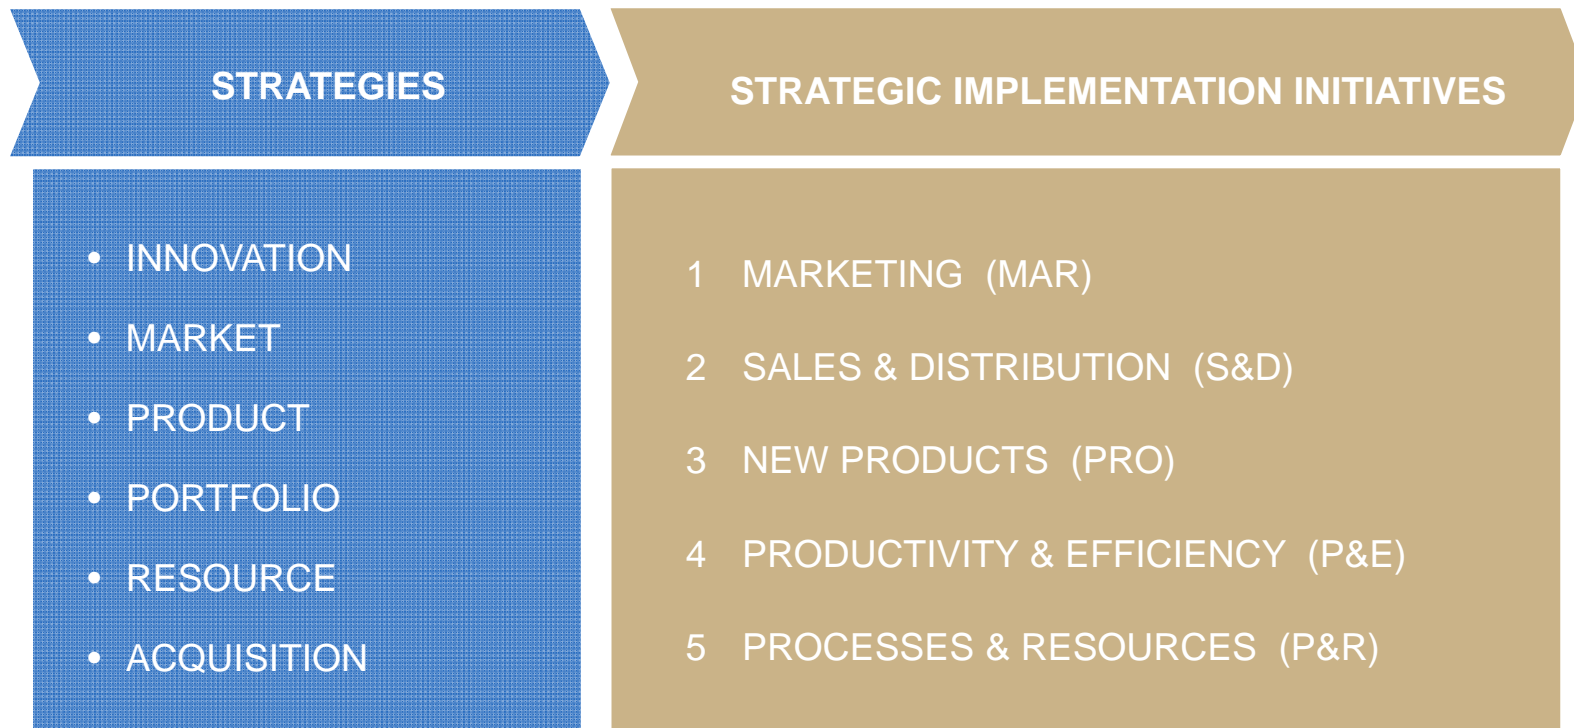 STRATEGIES
• INNOVATION
• MARKET
• PRODUCT
• PORTFOLIO
• RESOURCE
• ACQUISITION
STRATEGIC IMPLEMENTATION INITIATIVES
1 MARKETING (MAR)
2 SALES & DISTRIBUTION (S&D)
3 NEW PRODUCTS (PRO)
4 PRODUCTIVITY & EFFICIENCY (P&E)
5 PROCESSES & RESOURCES (P&R)